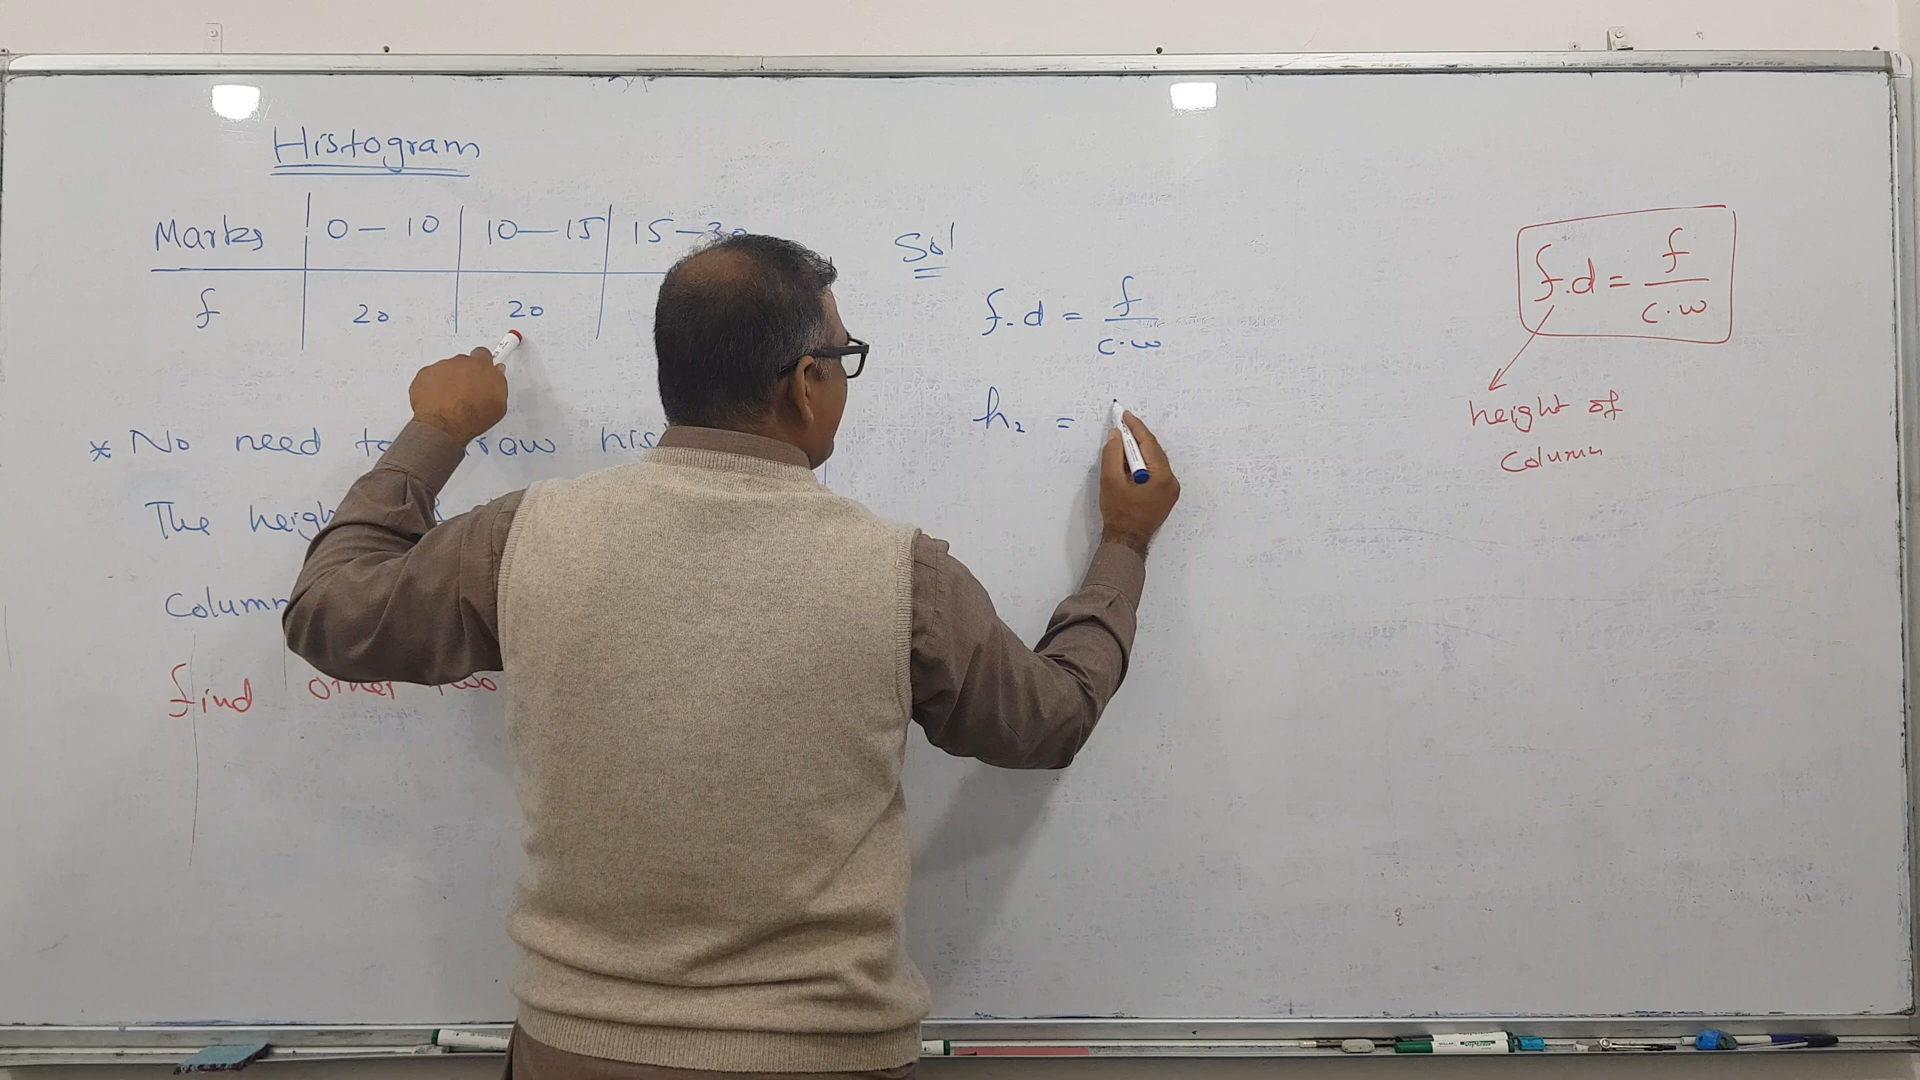 Histogram
Marks 0 – 10 10 – 15 15 – 30
f 20 20
* No need to draw his
The heigh
Column
find other two
Sol
f.d = f / c.w
h₂ =
f.d = f / c.w
height of
Column